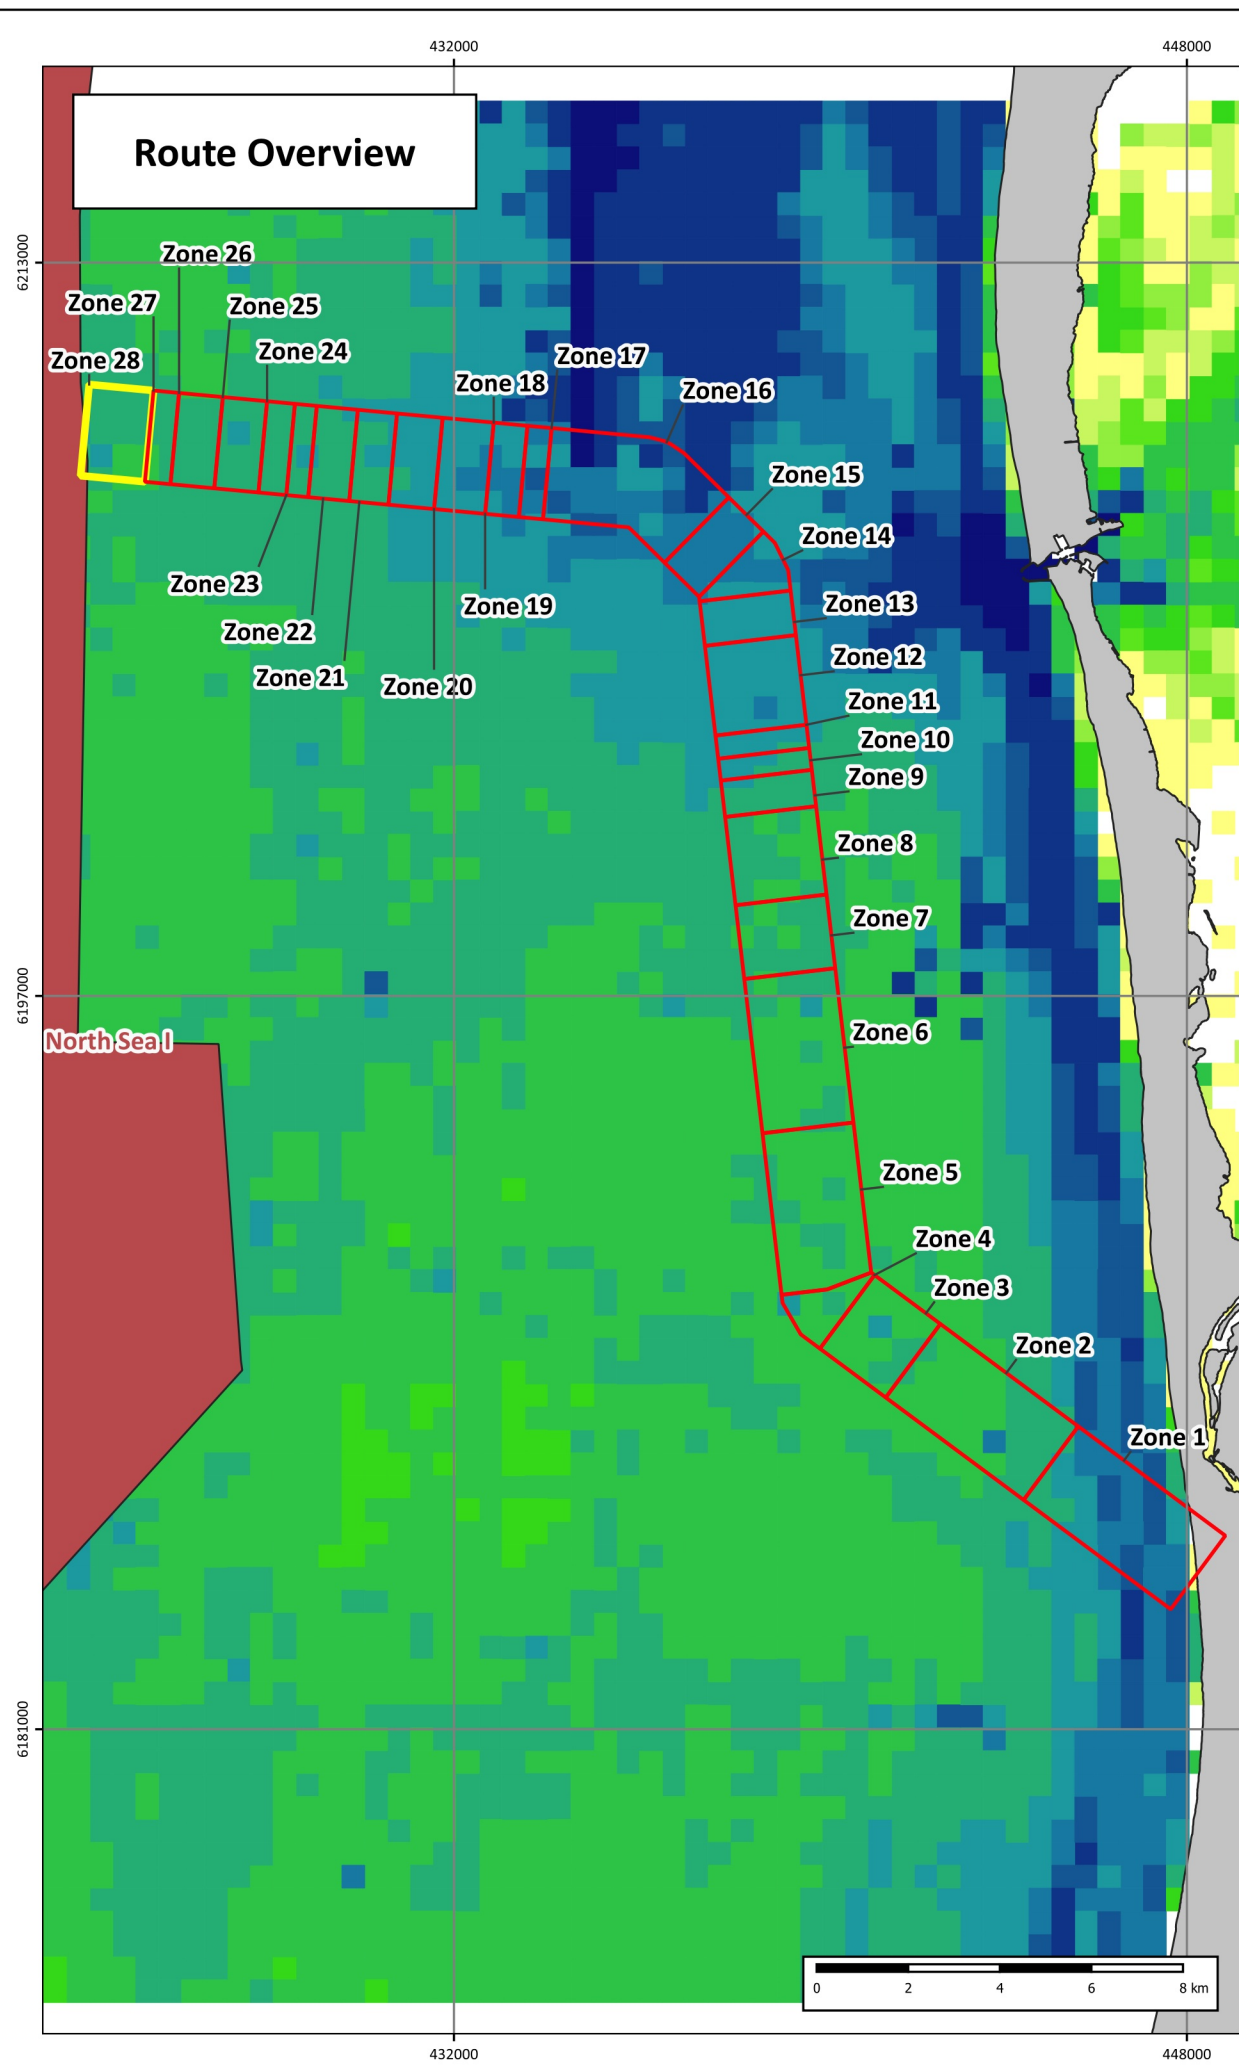 432000
448000
Route Overview
6213000
Zone 26
Zone 27
Zone 25
Zone 24
Zone 28
Zone 17
Zone 18
Zone 16
Zone 15
Zone 14
Zone 23
Zone 13
Zone 19
Zone 22
Zone 12
Zone 21
Zone 20
Zone 11
Zone 10
Zone 9
Zone 8
Zone 7
6197000
Zone 6
North Sea I
Zone 5
Zone 4
Zone 3
Zone 2
Zone 1
6181000
0 2 4 6 8 km
432000
448000